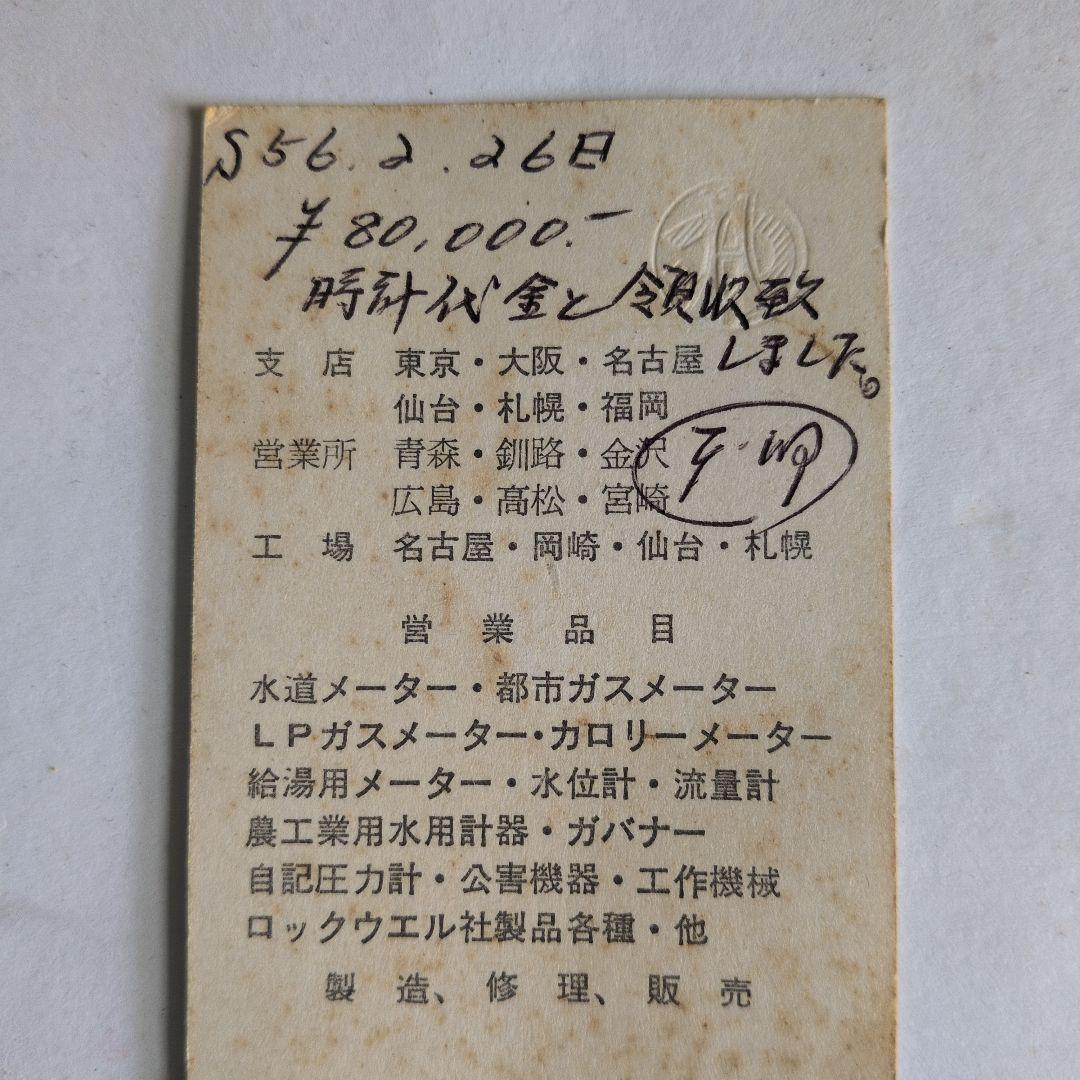 S56.2.26日
¥80,000.-
時計代金と領収致
しました。
支 店 東京・大阪・名古屋
仙台・札幌・福岡
営業所 青森・釧路・金沢
広島・高松・宮崎
工 場 名古屋・岡崎・仙台・札幌
営 業 品 目
水道メーター・都市ガスメーター
LPガスメーター・カロリーメーター
給湯用メーター・水位計・流量計
農工業用水用計器・ガバナー
自記圧力計・公害機器・工作機械
ロックウエル社製品各種・他
製 造、修 理、販 売